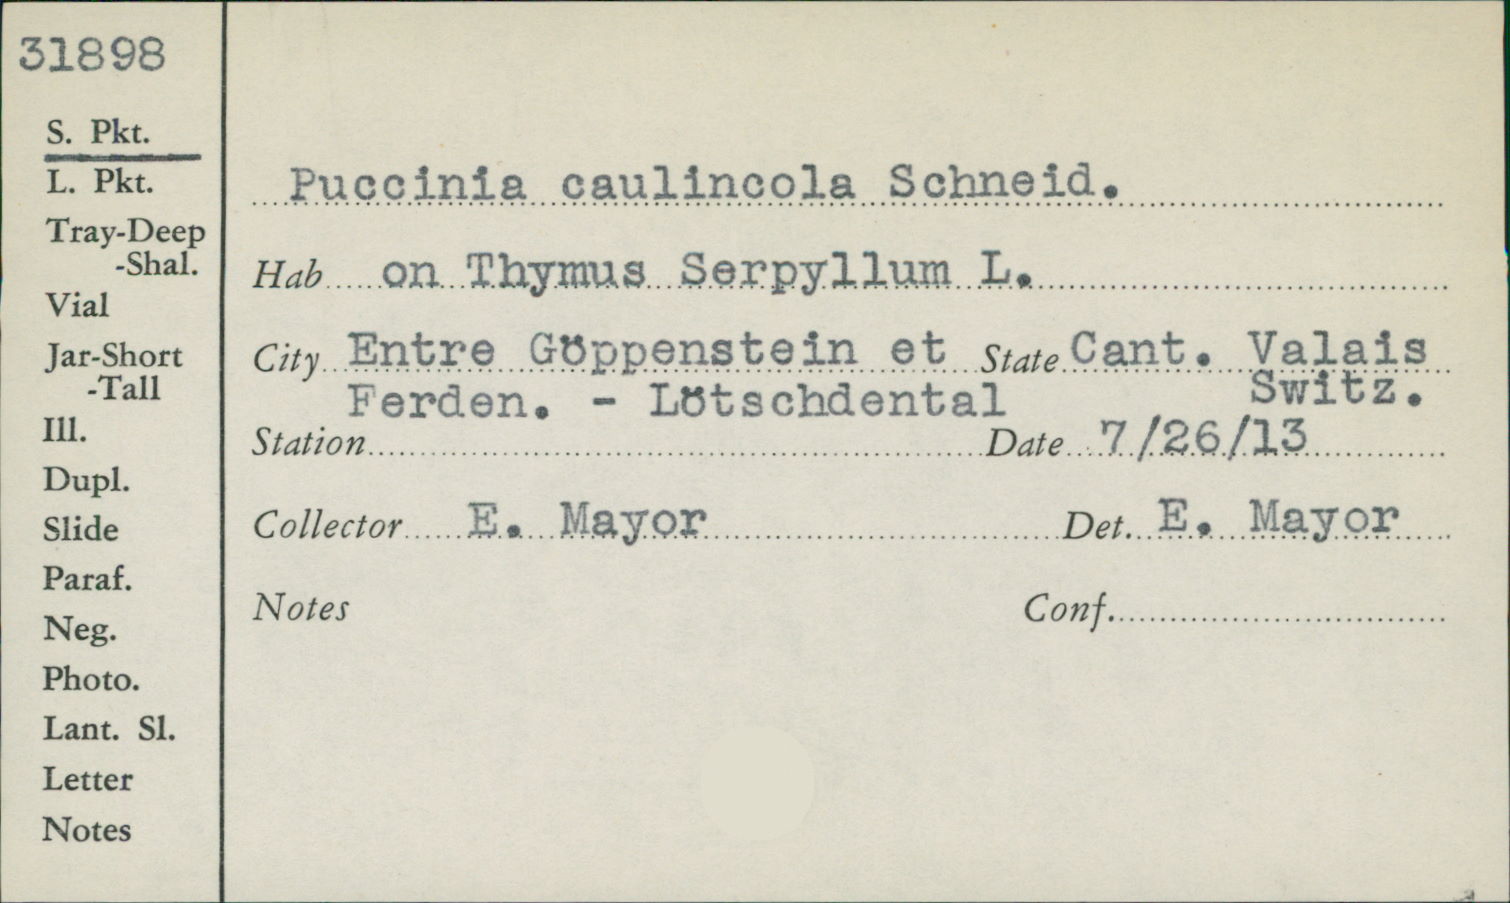 31898
S. Pkt.
L. Pkt.
Tray-Deep
-Shal.
Vial
Jar-Short
-Tall
Ill.
Dupl.
Slide
Paraf.
Neg.
Photo.
Lant. Sl.
Letter
Notes
Puccinia caulincola Schneid.
Hab on Thymus Serpyllum L.
City Entre Göppenstein et State Cant. Valais
Ferden. - Lötschdental Switz.
Station Date 7/26/13
Collector E. Mayor Det. E. Mayor
Notes Conf.